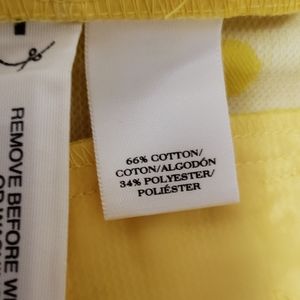 66% COTTON/
COTON/ALGODÓN
34% POLYESTER/
POLIÉSTER
REMOVE BEFORE